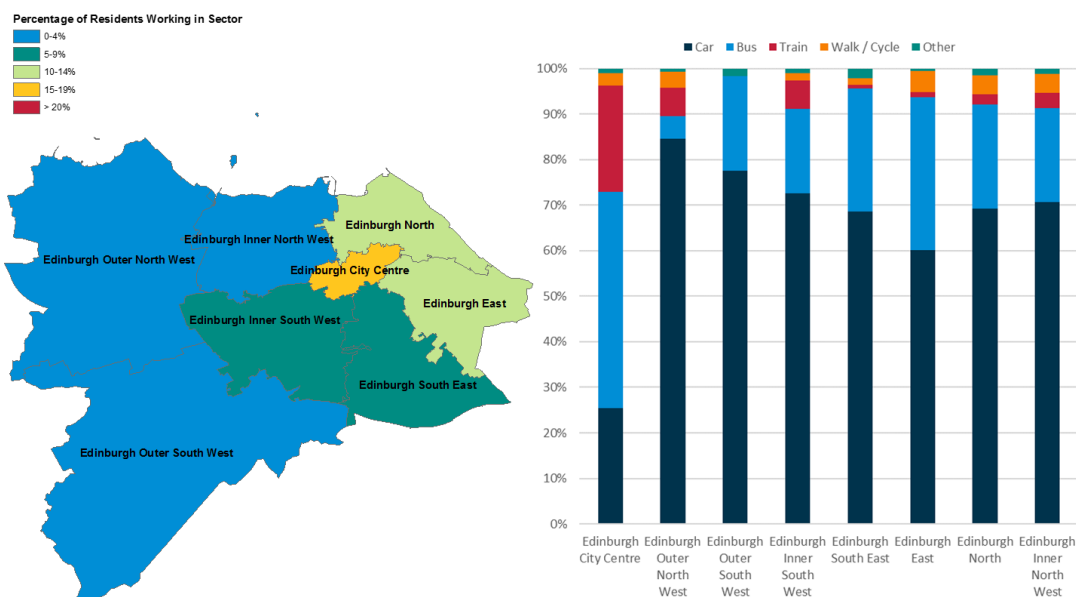 Percentage of Residents Working in Sector
0-4%
5-9%
10-14%
15-19%
> 20%
Edinburgh North
Edinburgh Inner North West
Edinburgh Outer North West
Edinburgh City Centre
Edinburgh East
Edinburgh Inner South West
Edinburgh South East
Edinburgh Outer South West
Car Bus Train Walk / Cycle Other
100%
90%
80%
70%
60%
50%
40%
30%
20%
10%
0%
Edinburgh
City Centre
Edinburgh
Outer
North
West
Edinburgh
Outer
South
West
Edinburgh
Inner
South
West
Edinburgh
South East
Edinburgh
East
Edinburgh
North
Edinburgh
Inner
North
West